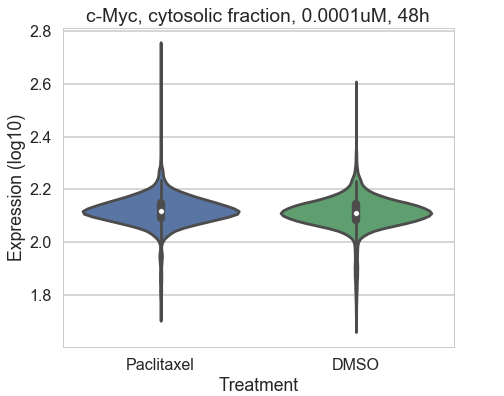 c-Myc, cytosolic fraction, 0.0001uM, 48h
2.8
2.6
2.4
2.2
2.0
1.8
Expression (log10)
Paclitaxel DMSO
Treatment